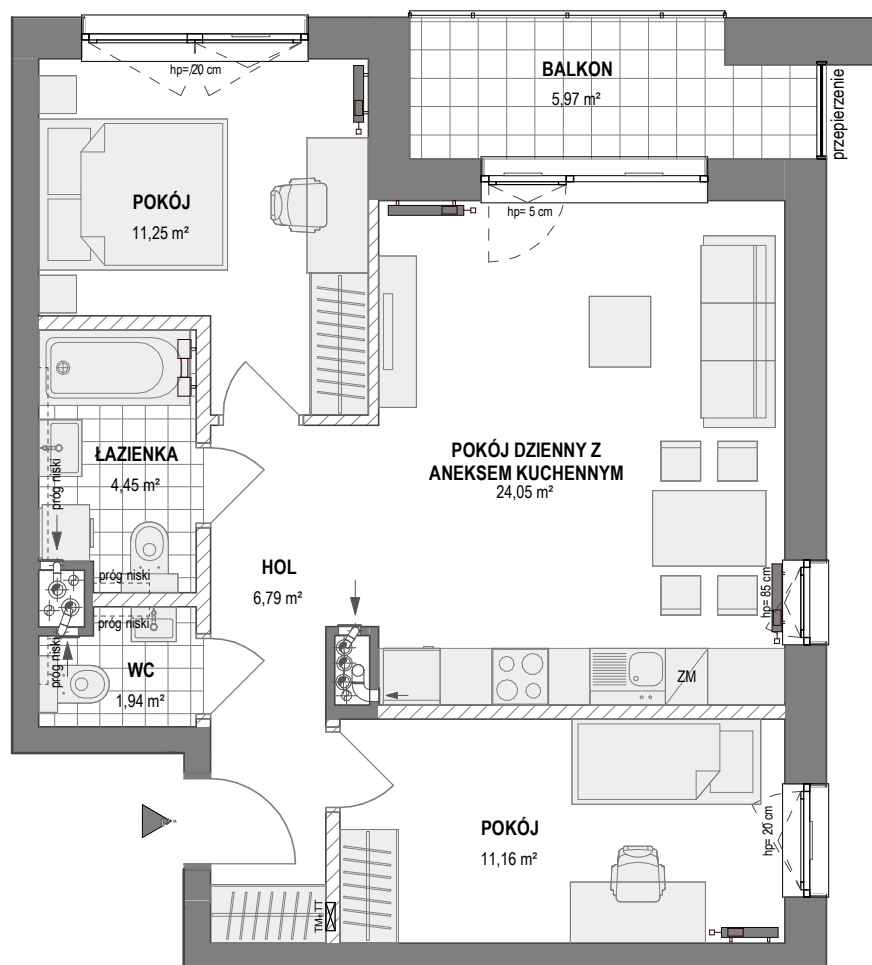 hp= 20 cm
BALKON
5,97 m²
przepierzenie
POKÓJ
11,25 m²
hp= 5 cm
POKÓJ DZIENNY Z
ANEKSEM KUCHENNYM
24,05 m²
ŁAZIENKA
4,45 m²
próg niski
próg niski
HOL
6,79 m²
hp= 85 cm
próg niski
próg niski
WC
1,94 m²
ZM
POKÓJ
11,16 m²
hp= 20 cm